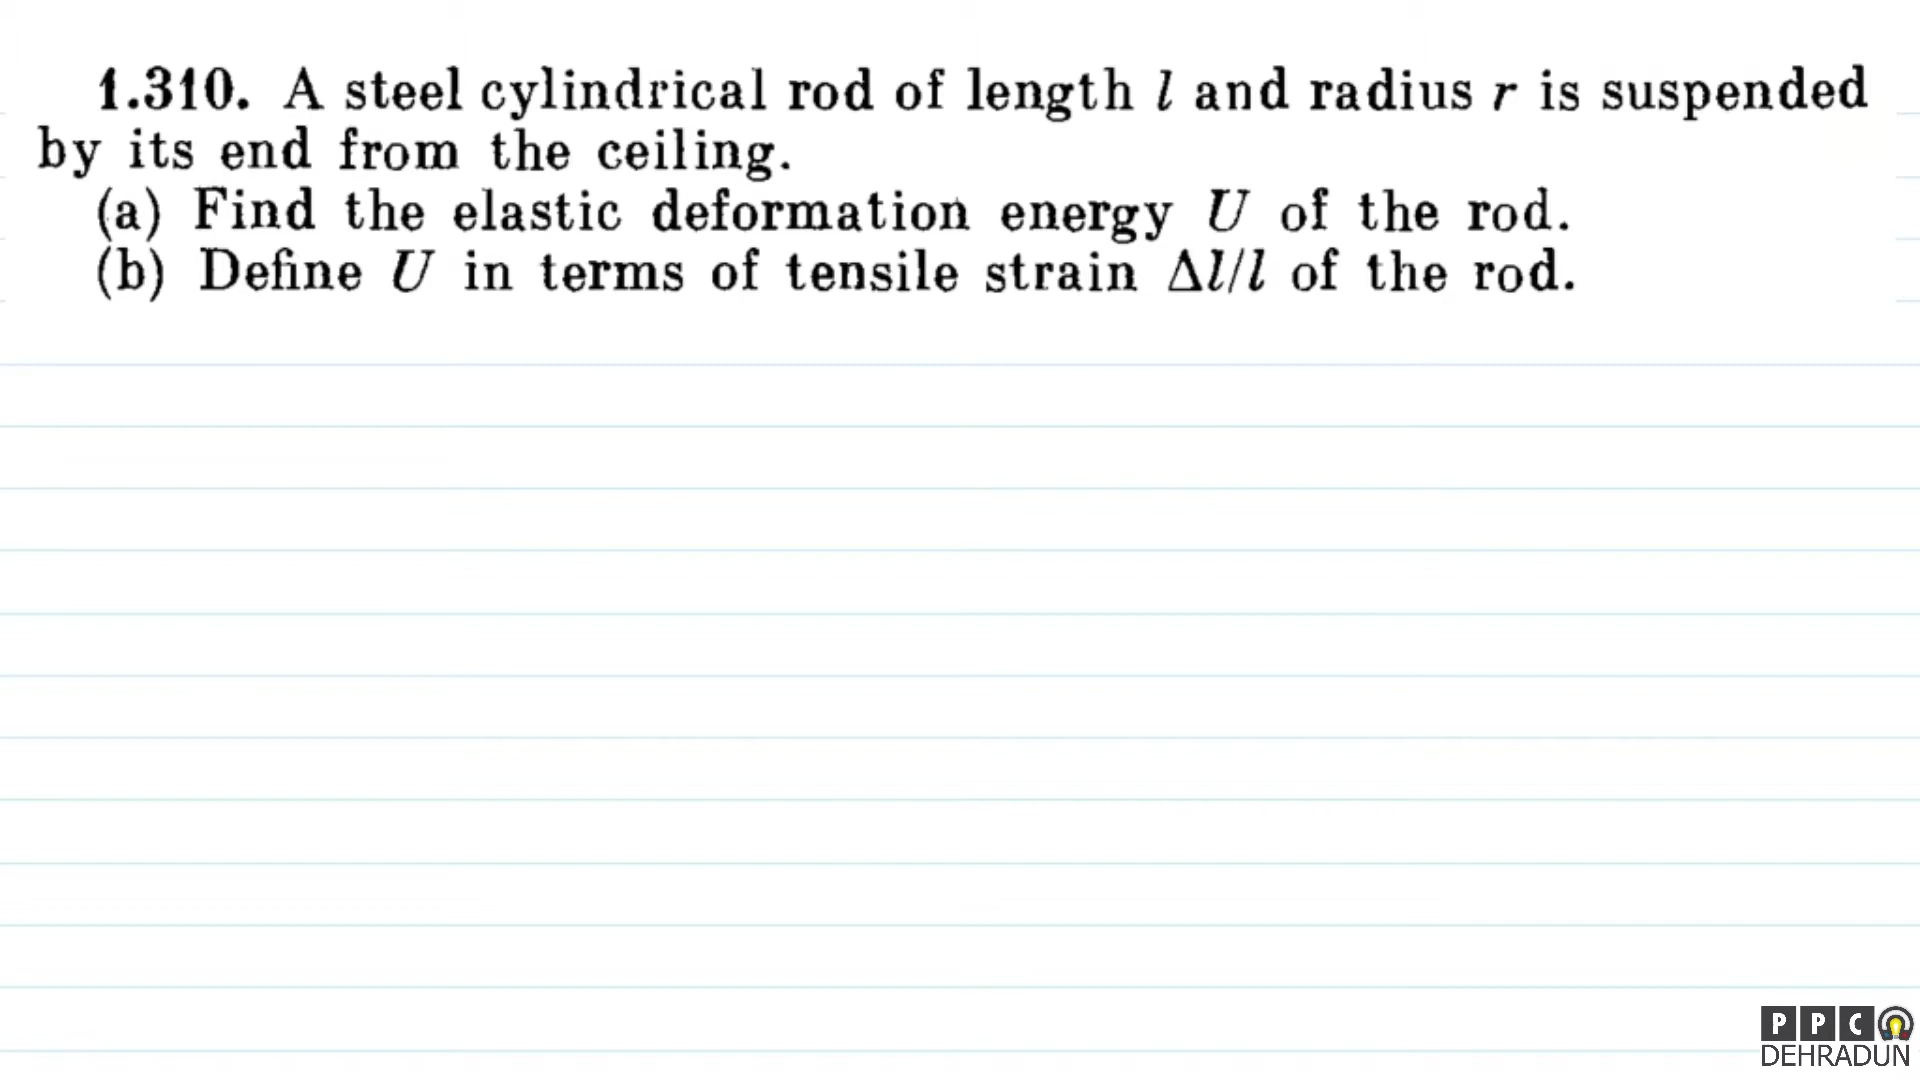 1.310. A steel cylindrical rod of length l and radius r is suspended
by its end from the ceiling.
(a) Find the elastic deformation energy U of the rod.
(b) Define U in terms of tensile strain Δl/l of the rod.
PPC
DEHRADUN